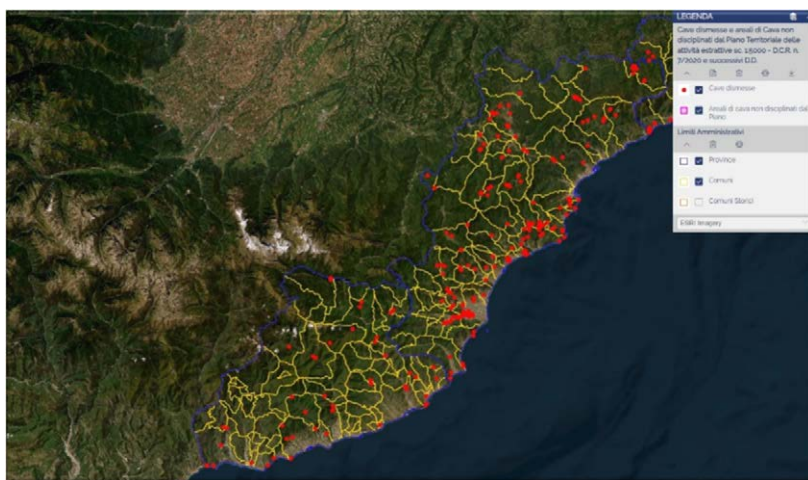 LEGENDA
Cave dismesse e areali di Cava non
disciplinati dal Piano Territoriale delle
attività estrattive sc. 1:5000 - D.C.R. n.
7/2020 e successivi D.D.
Cave dismesse
Areali di cava non disciplinati dal
Piano
Limiti Amministrativi
Province
Comuni
Comuni Storici
ESRI Imagery